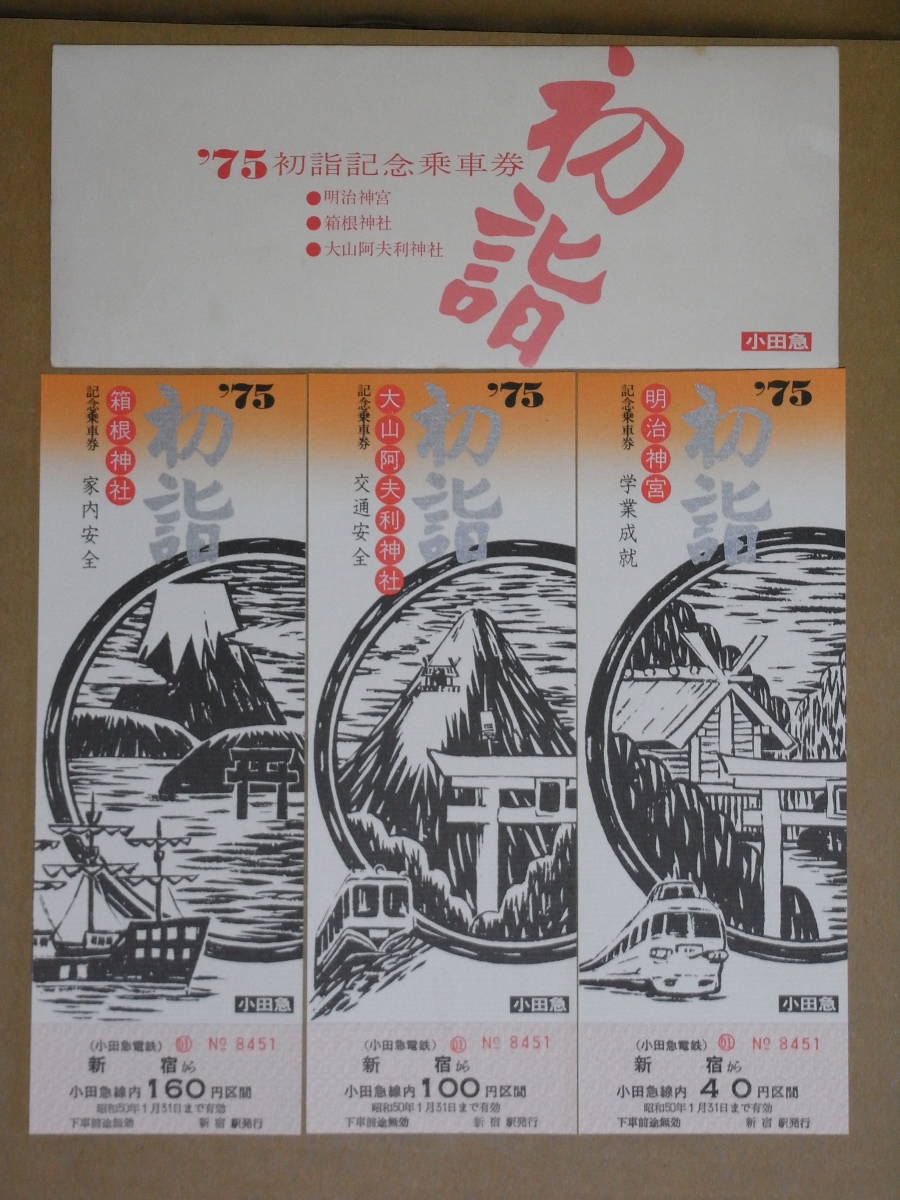 '75初詣記念乗車券
●明治神宮
●箱根神社
●大山阿夫利神社
初詣
小田急
'75
初詣
箱根神社
記念乗車券
家内安全
小田急
(小田急電鉄) 01 No 8451
新宿から
小田急線内160円区間
昭和50年1月31日まで有効
下車前途無効 新宿駅発行
'75
初詣
大山阿夫利神社
記念乗車券
交通安全
小田急
(小田急電鉄) 01 No 8451
新宿から
小田急線内100円区間
昭和50年1月31日まで有効
下車前途無効 新宿駅発行
'75
初詣
明治神宮
記念乗車券
学業成就
小田急
(小田急電鉄) 01 No 8451
新宿から
小田急線内40円区間
昭和50年1月31日まで有効
下車前途無効 新宿駅発行